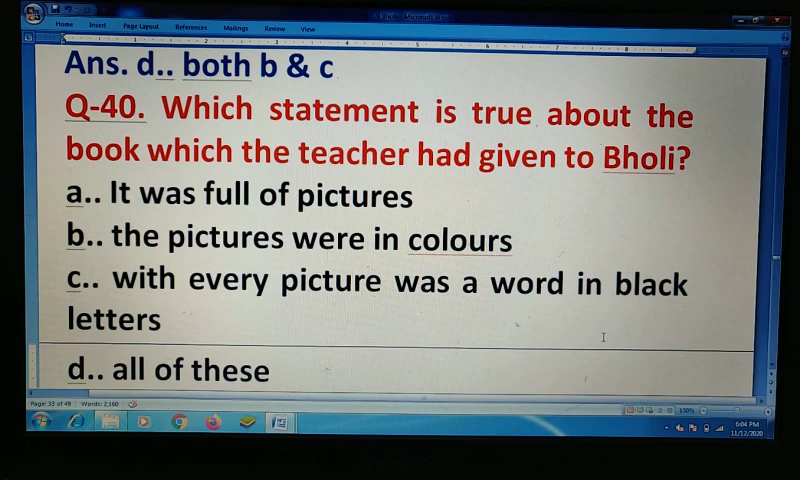 Bholi - Microsoft Word
Home Insert Page Layout References Mailings Review View
Ans. d.. both b & c
Q-40. Which statement is true about the
book which the teacher had given to Bholi?
a.. It was full of pictures
b.. the pictures were in colours
c.. with every picture was a word in black
letters
d.. all of these
Page: 33 of 49 Words: 2,160
130%
6:04 PM
11/12/2020